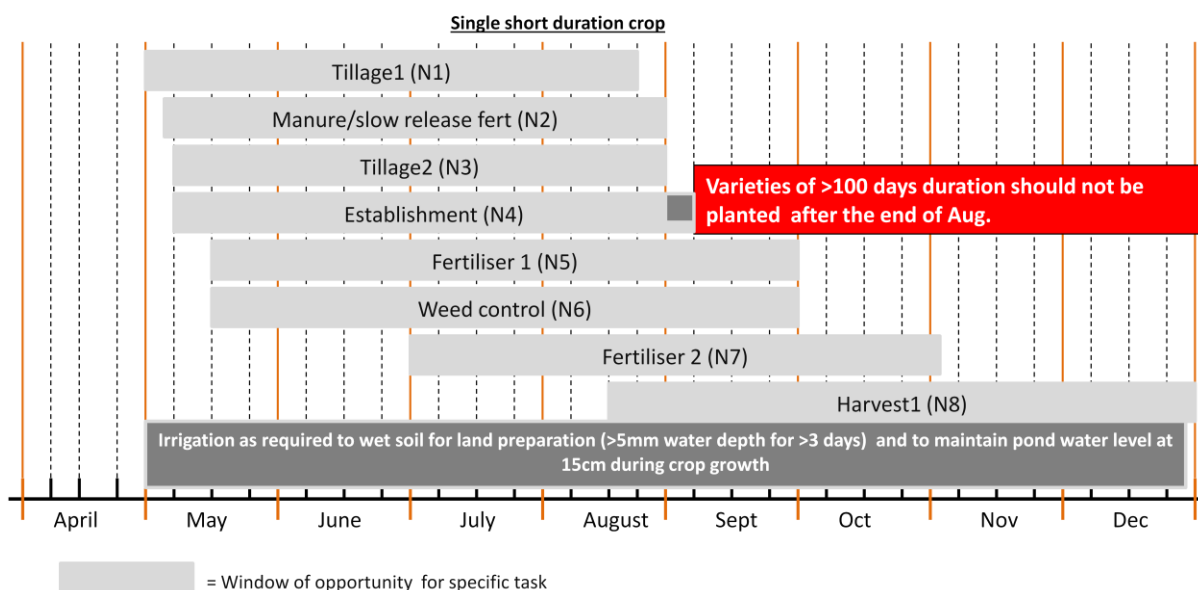 Single short duration crop
Tillage1 (N1)
Manure/slow release fert (N2)
Tillage2 (N3)
Establishment (N4)
Varieties of >100 days duration should not be
planted  after the end of Aug.
Fertiliser 1 (N5)
Weed control (N6)
Fertiliser 2 (N7)
Harvest1 (N8)
Irrigation as required to wet soil for land preparation (>5mm water depth for >3 days)  and to maintain pond water level at
15cm during crop growth
April May June July August Sept Oct Nov Dec
= Window of opportunity  for specific task